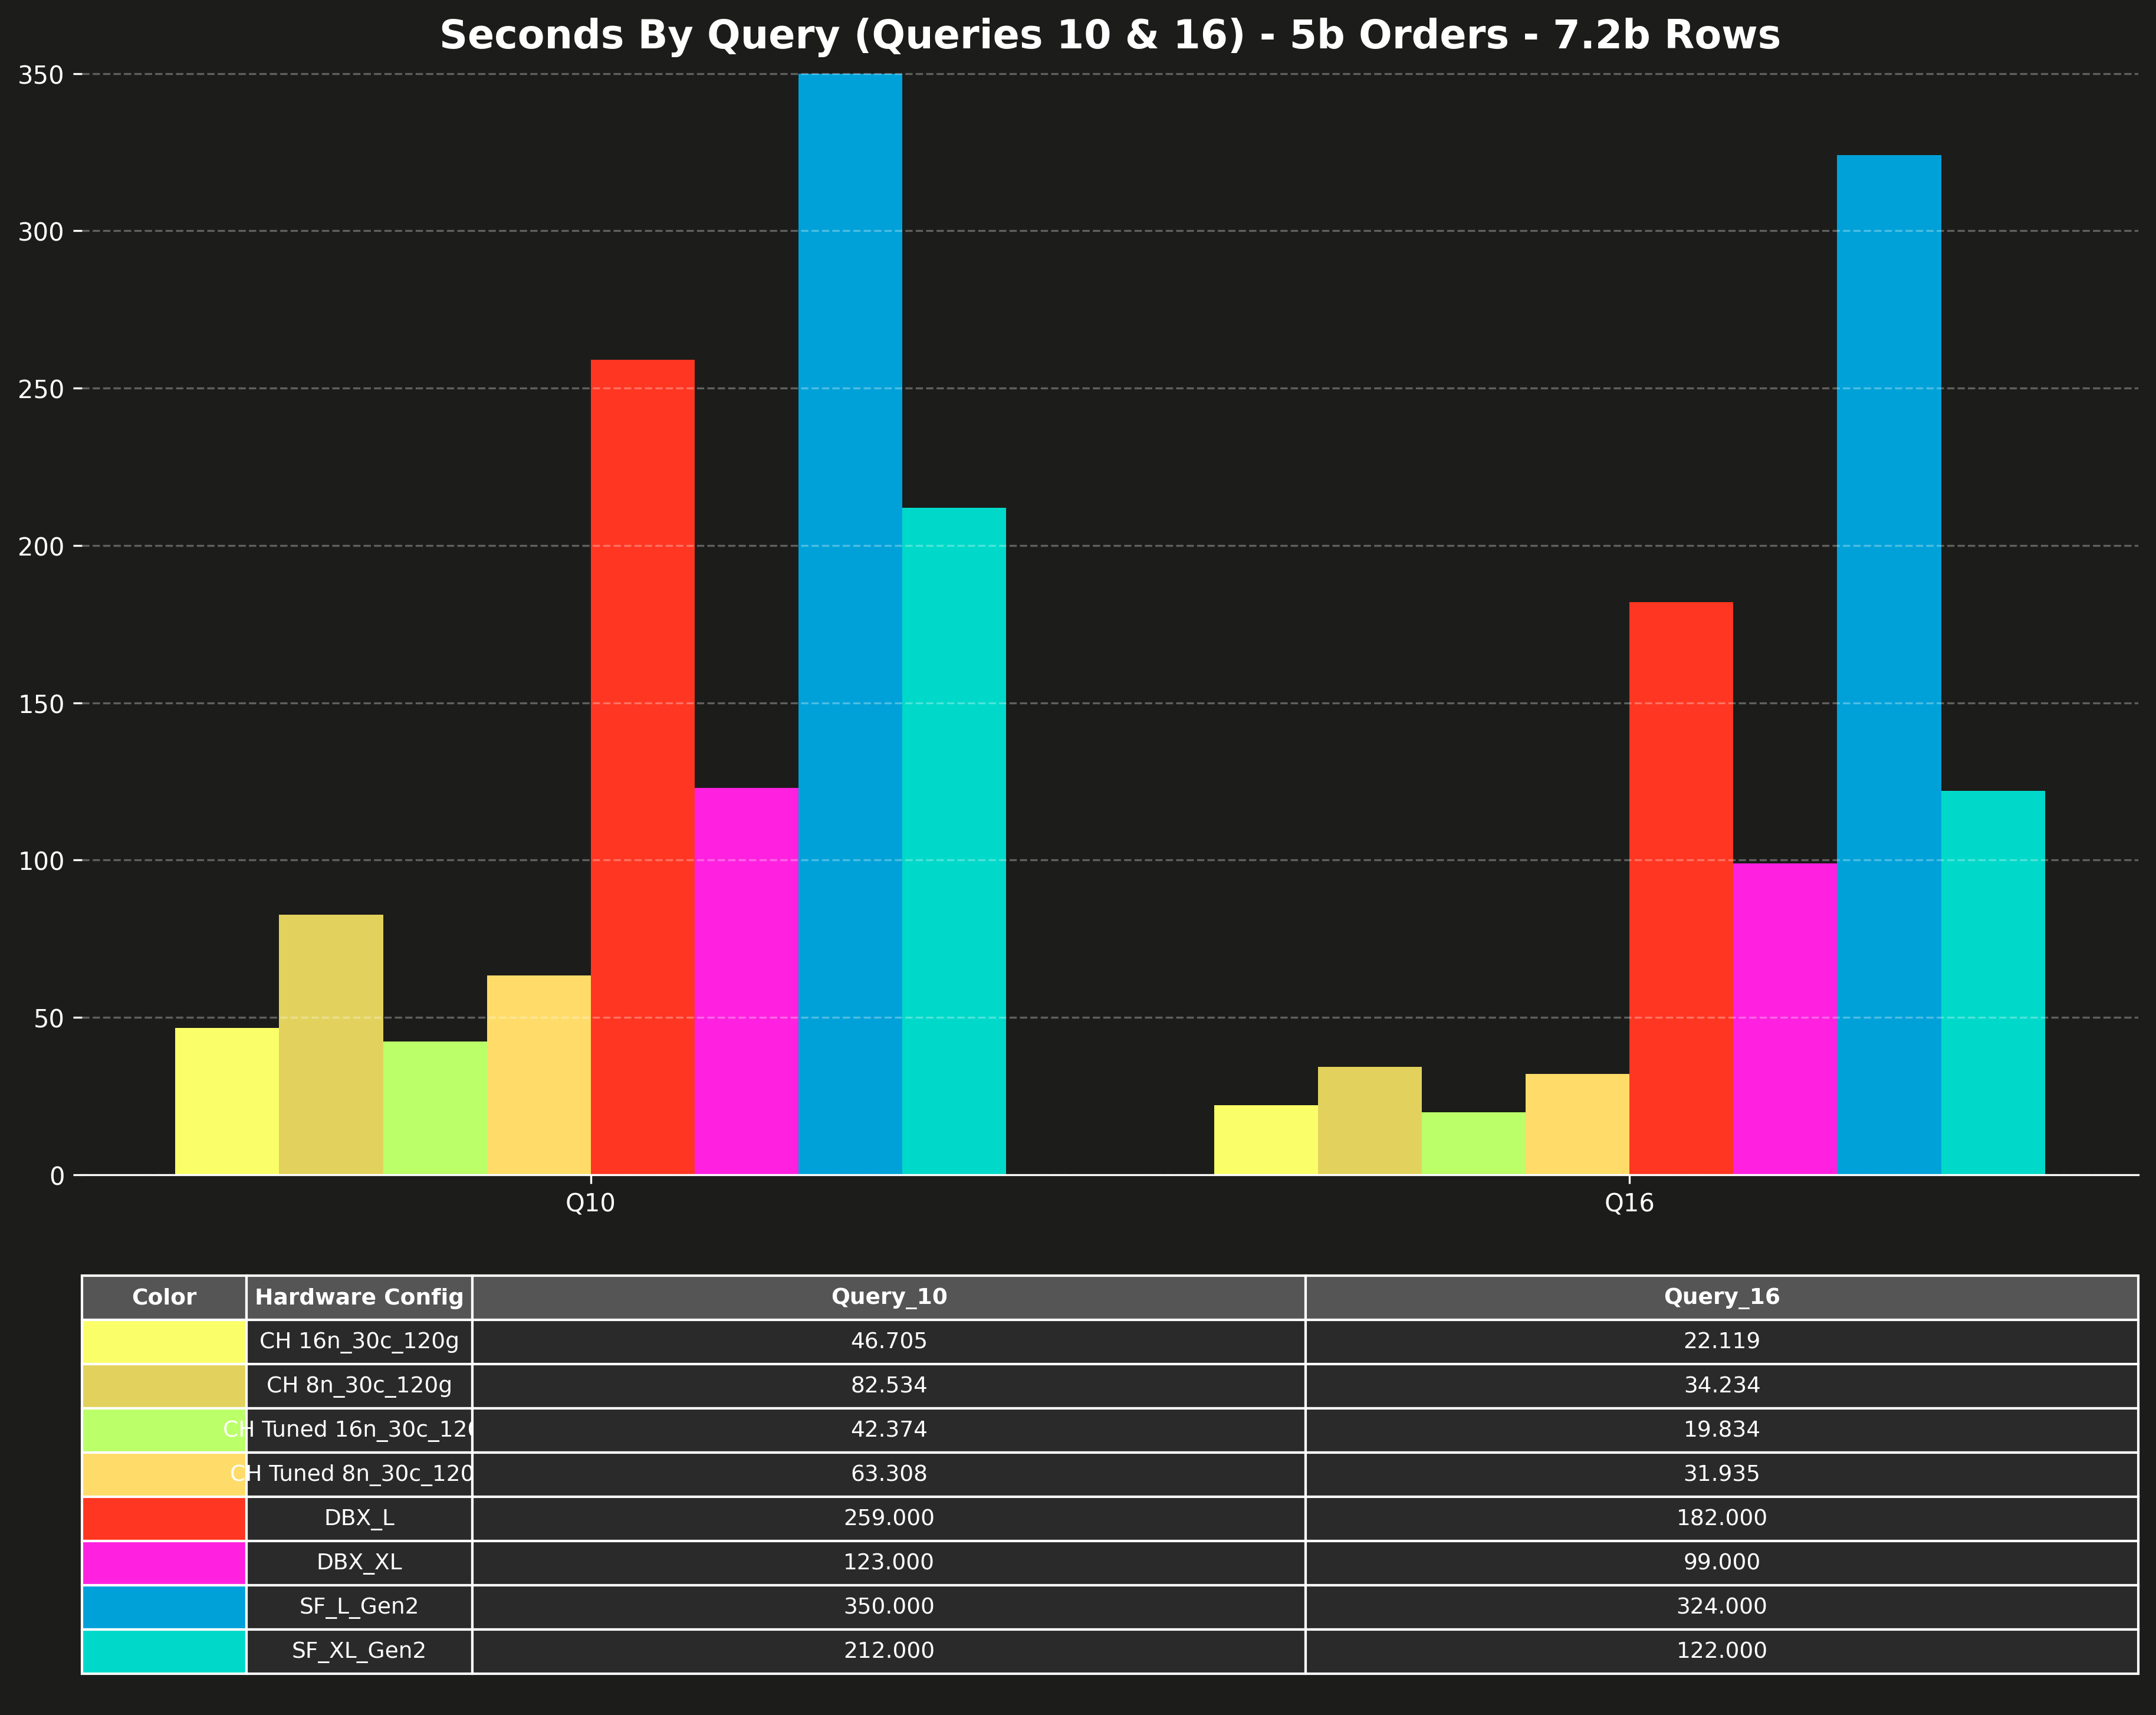 Seconds By Query (Queries 10 & 16) - 5b Orders - 7.2b Rows
350
300
250
200
150
100
50
0
Q10 Q16
Color Hardware Config Query_10 Query_16
CH 16n_30c_120g 46.705 22.119
CH 8n_30c_120g 82.534 34.234
CH Tuned 16n_30c_12 42.374 19.834
CH Tuned 8n_30c_120 63.308 31.935
DBX_L 259.000 182.000
DBX_XL 123.000 99.000
SF_L_Gen2 350.000 324.000
SF_XL_Gen2 212.000 122.000